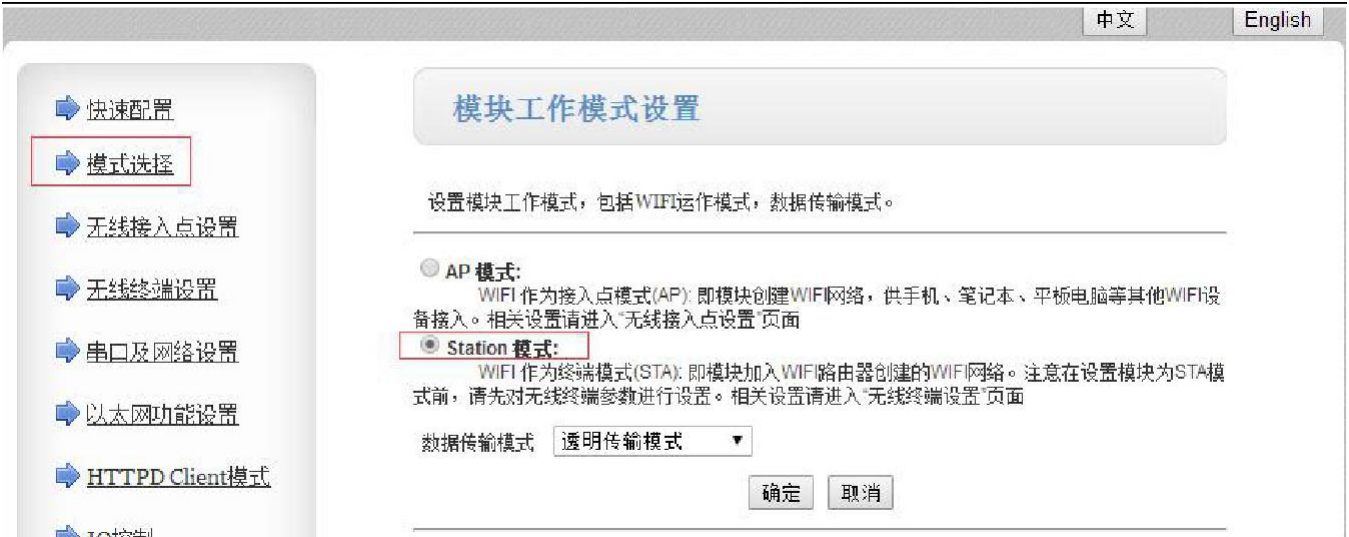 中文
English
快速配置
模式选择
无线接入点设置
无线终端设置
串口及网络设置
以太网功能设置
HTTPD Client模式
IO控制
模块工作模式设置
设置模块工作模式，包括WIFI运作模式，数据传输模式。
AP 模式:
WIFI 作为接入点模式(AP): 即模块创建WIFI网络，供手机、笔记本、平板电脑等其他WIFI设
备接入。相关设置请进入“无线接入点设置”页面
Station 模式:
WIFI 作为终端模式(STA): 即模块加入WIFI路由器创建的WIFI网络。注意在设置模块为STA模
式前，请先对无线终端参数进行设置。相关设置请进入“无线终端设置”页面
数据传输模式 透明传输模式
确定 取消